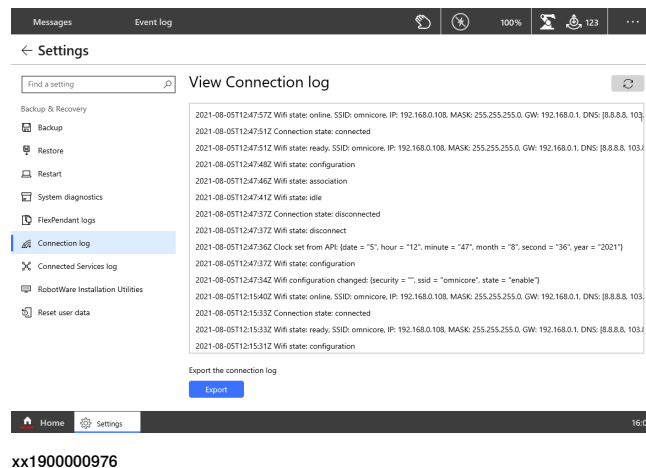 Messages Event log 100% 123 ...
← Settings
Find a setting
View Connection log
Backup & Recovery
Backup
Restore
Restart
System diagnostics
FlexPendant logs
Connection log
Connected Services log
RobotWare Installation Utilities
Reset user data
2021-08-05T12:47:57Z Wifi state: online, SSID: omnicore, IP: 192.168.0.108, MASK: 255.255.255.0, GW: 192.168.0.1, DNS: [8.8.8.8, 103.
2021-08-05T12:47:51Z Connection state: connected
2021-08-05T12:47:51Z Wifi state: ready, SSID: omnicore, IP: 192.168.0.108, MASK: 255.255.255.0, GW: 192.168.0.1, DNS: [8.8.8.8, 103.8
2021-08-05T12:47:48Z Wifi state: configuration
2021-08-05T12:47:46Z Wifi state: association
2021-08-05T12:47:41Z Wifi state: idle
2021-08-05T12:47:37Z Connection state: disconnected
2021-08-05T12:47:37Z Wifi state: disconnect
2021-08-05T12:47:36Z Clock set from API: {date = "5", hour = "12", minute = "47", month = "8", second = "36", year = "2021"}
2021-08-05T12:47:37Z Wifi state: configuration
2021-08-05T12:47:34Z Wifi configuration changed: {security = "", ssid = "omnicore", state = "enable"}
2021-08-05T12:15:40Z Wifi state: online, SSID: omnicore, IP: 192.168.0.108, MASK: 255.255.255.0, GW: 192.168.0.1, DNS: [8.8.8.8, 103.
2021-08-05T12:15:33Z Connection state: connected
2021-08-05T12:15:33Z Wifi state: ready, SSID: omnicore, IP: 192.168.0.108, MASK: 255.255.255.0, GW: 192.168.0.1, DNS: [8.8.8.8, 103.8
2021-08-05T12:15:31Z Wifi state: configuration
Export the connection log
Export
Home Settings 16:0
xx1900000976